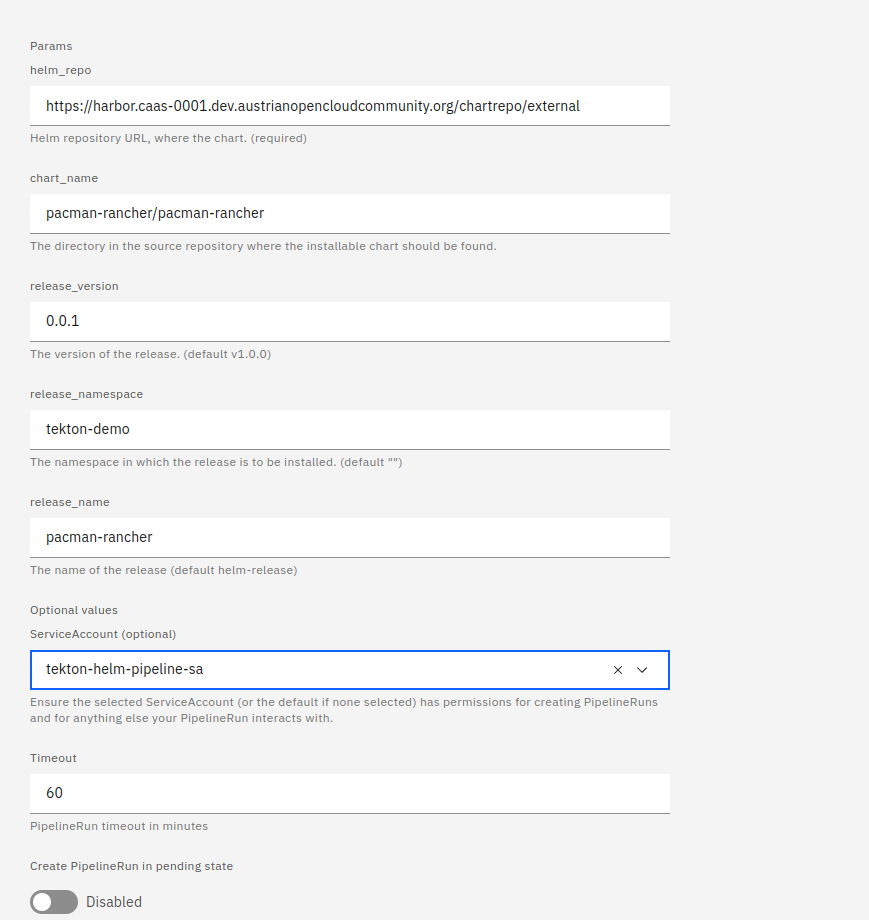 Params
helm_repo
https://harbor.caas-0001.dev.austrianopencloudcommunity.org/chartrepo/external
Helm repository URL, where the chart. (required)
chart_name
pacman-rancher/pacman-rancher
The directory in the source repository where the installable chart should be found.
release_version
0.0.1
The version of the release. (default v1.0.0)
release_namespace
tekton-demo
The namespace in which the release is to be installed. (default "")
release_name
pacman-rancher
The name of the release (default helm-release)
Optional values
ServiceAccount (optional)
tekton-helm-pipeline-sa
Ensure the selected ServiceAccount (or the default if none selected) has permissions for creating PipelineRuns
and for anything else your PipelineRun interacts with.
Timeout
60
PipelineRun timeout in minutes
Create PipelineRun in pending state
Disabled